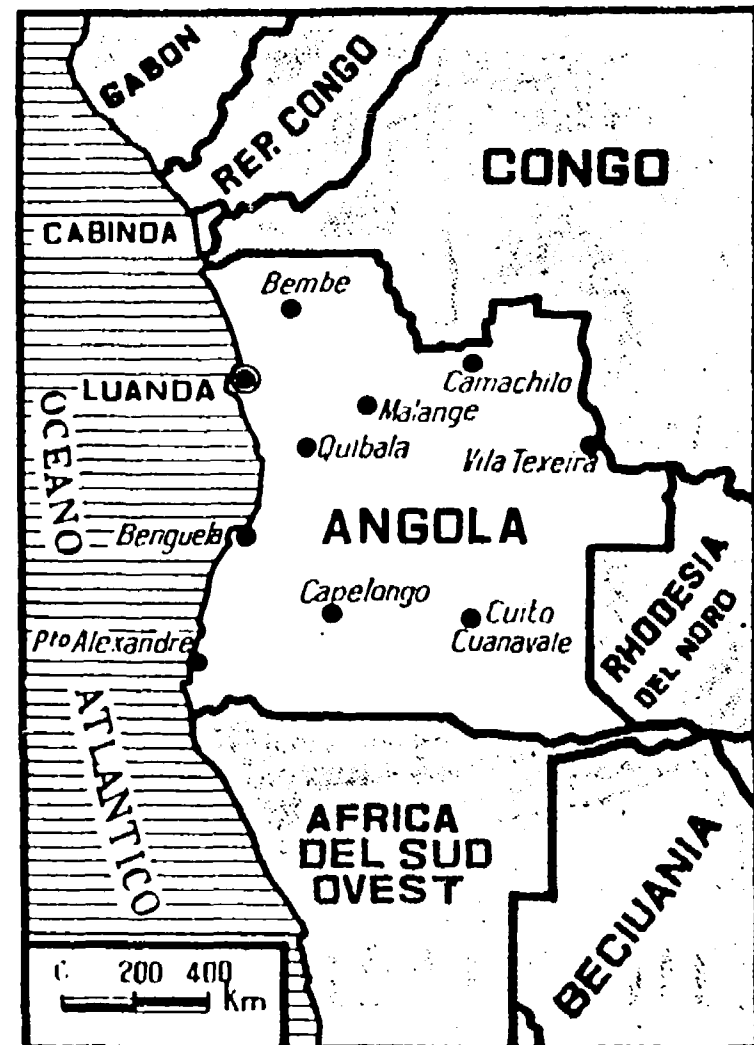 GABON
REP. CONGO
CONGO
CABINDA
Bembe
LUANDA
Camachilo
Malange
Quibala
Vila Texeira
OCEANO
Benguela
ANGOLA
Capelongo
Cuito
Cuanavale
RHODESIA
DEL NORO
Pto Alexandre
ATLANTICO
AFRICA
DEL SUD
OVEST
BECIUANIA
0 200 400
Km